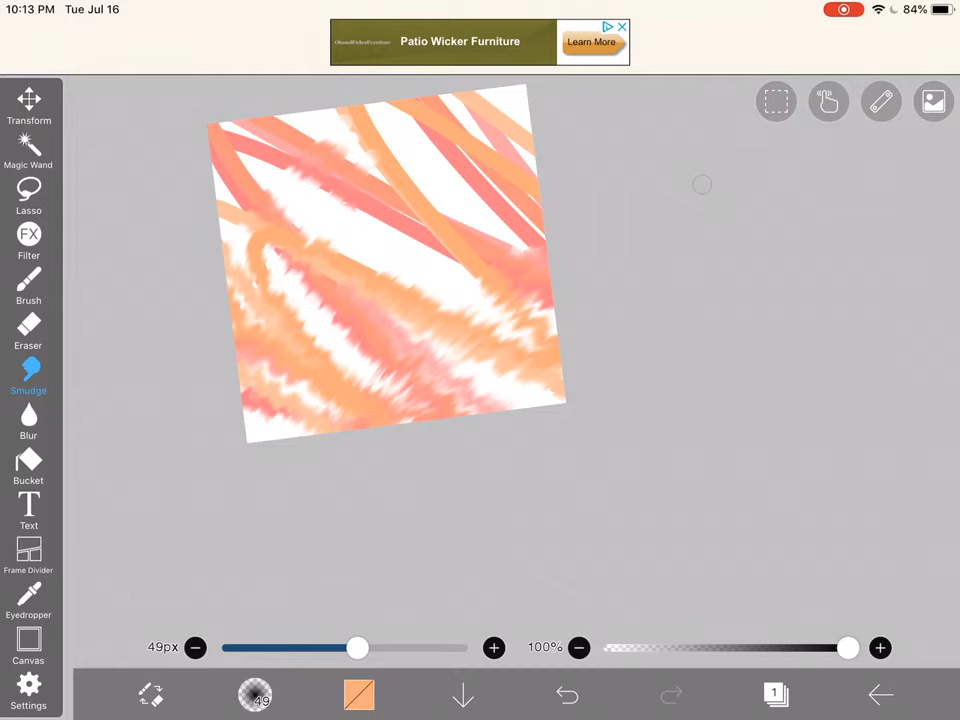 10:13 PM Tue Jul 16
84%
Patio Wicker Furniture
Learn More
Transform
Magic Wand
Lasso
FX
Filter
Brush
Eraser
Smudge
Blur
Bucket
T
Text
Frame Divider
Eyedropper
Canvas
Settings
49px
100%
49
1